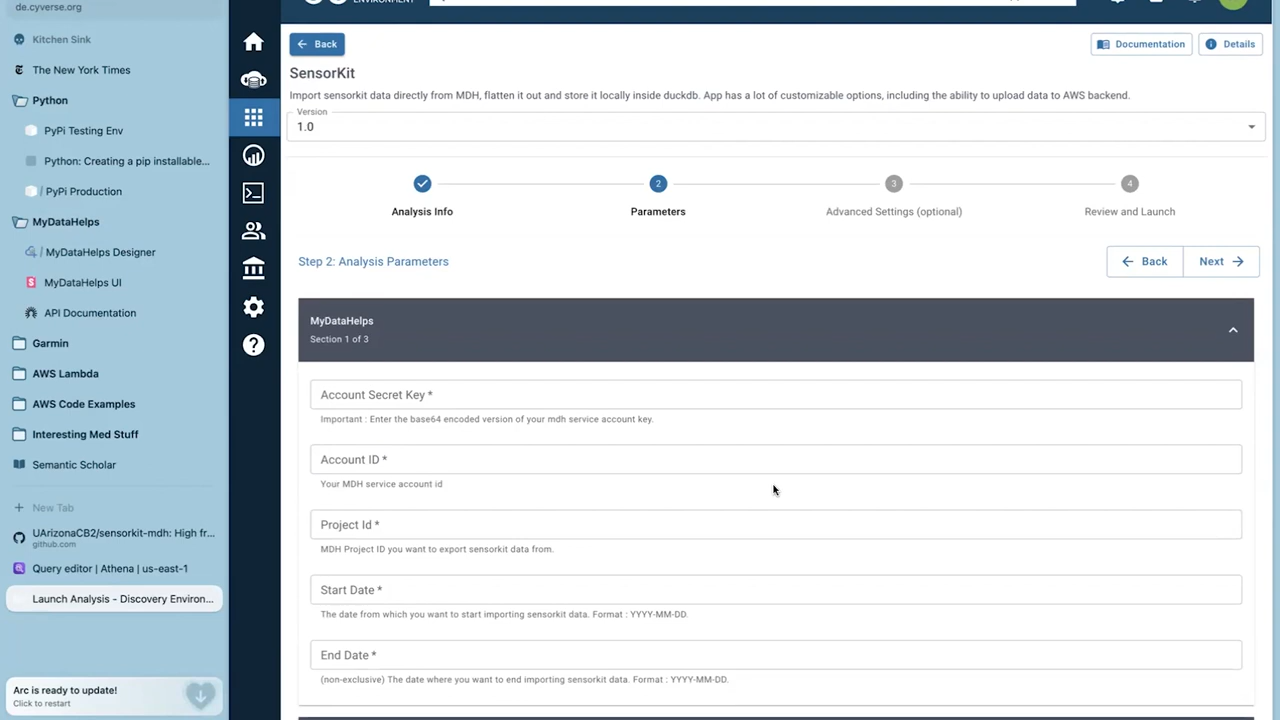 de.cyverse.org
Kitchen Sink
The New York Times
Python
PyPi Testing Env
Python: Creating a pip installable...
/ PyPi Production
MyDataHelps
/ MyDataHelps Designer
MyDataHelps UI
API Documentation
Garmin
AWS Lambda
AWS Code Examples
Interesting Med Stuff
Semantic Scholar
New Tab
UArizonaCB2/sensorkit-mdh: High fr...
github.com
Query editor | Athena | us-east-1
Launch Analysis - Discovery Environ...
Arc is ready to update!
Click to restart
ENVIRONMENT
Back
Documentation
Details
SensorKit
Import sensorkit data directly from MDH, flatten it out and store it locally inside duckdb. App has a lot of customizable options, including the ability to upload data to AWS backend.
Version
1.0
2
3
4
Analysis Info
Parameters
Advanced Settings (optional)
Review and Launch
Step 2: Analysis Parameters
Back
Next
MyDataHelps
Section 1 of 3
Account Secret Key *
Important : Enter the base64 encoded version of your mdh service account key.
Account ID *
Your MDH service account id
Project Id *
MDH Project ID you want to export sensorkit data from.
Start Date *
The date from which you want to start importing sensorkit data. Format : YYYY-MM-DD.
End Date *
(non-exclusive) The date where you want to end importing sensorkit data. Format : YYYY-MM-DD.